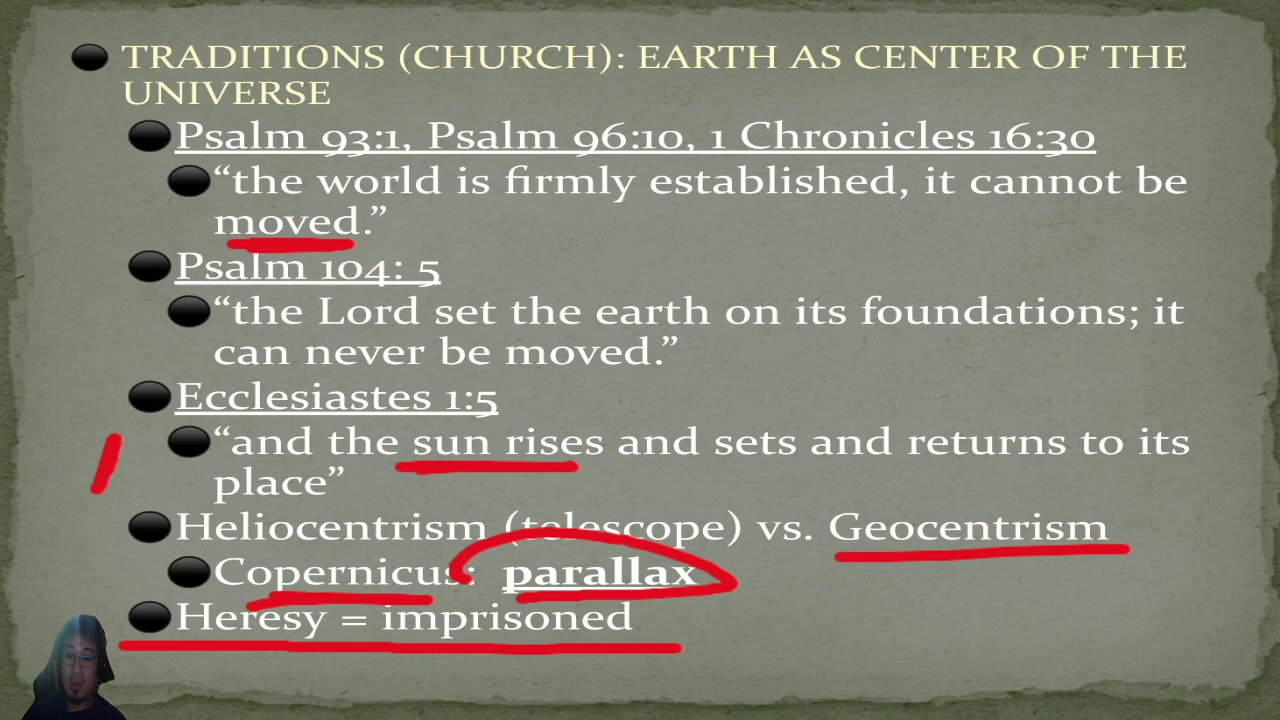 TRADITIONS (CHURCH): EARTH AS CENTER OF THE
UNIVERSE
Psalm 93:1, Psalm 96:10, 1 Chronicles 16:30
“the world is firmly established, it cannot be
moved.”
Psalm 104: 5
“the Lord set the earth on its foundations; it
can never be moved.”
Ecclesiastes 1:5
“and the sun rises and sets and returns to its
place”
Heliocentrism (telescope) vs. Geocentrism
Copernicus: parallax
Heresy = imprisoned